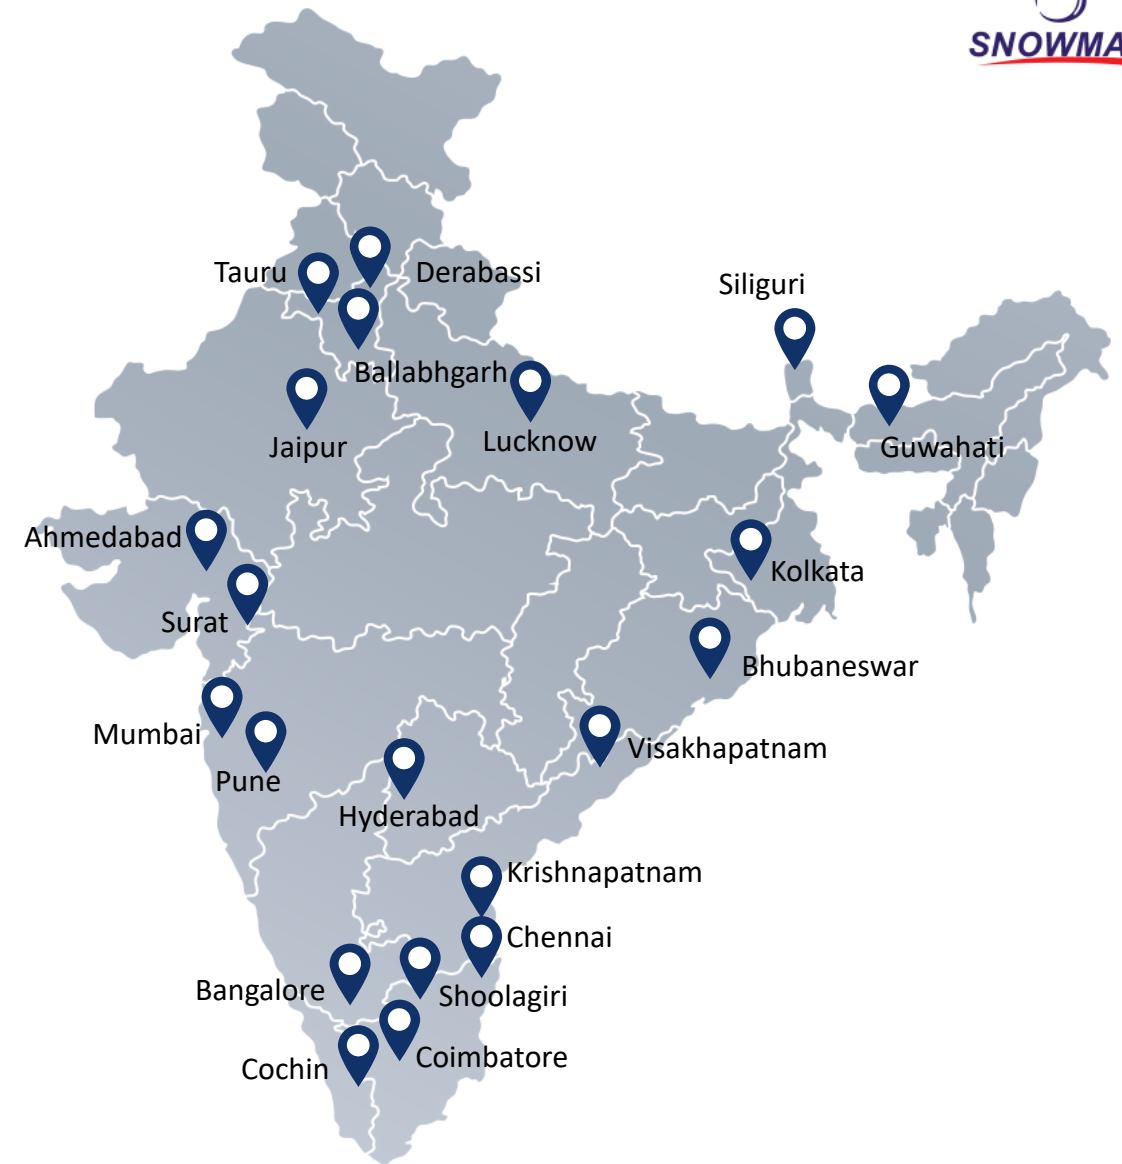 SNOWMA
Tauru
Derabassi
Siliguri
Ballabhgarh
Jaipur
Lucknow
Guwahati
Ahmedabad
Kolkata
Surat
Bhubaneswar
Mumbai
Visakhapatnam
Pune
Hyderabad
Krishnapatnam
Chennai
Bangalore
Shoolagiri
Coimbatore
Cochin